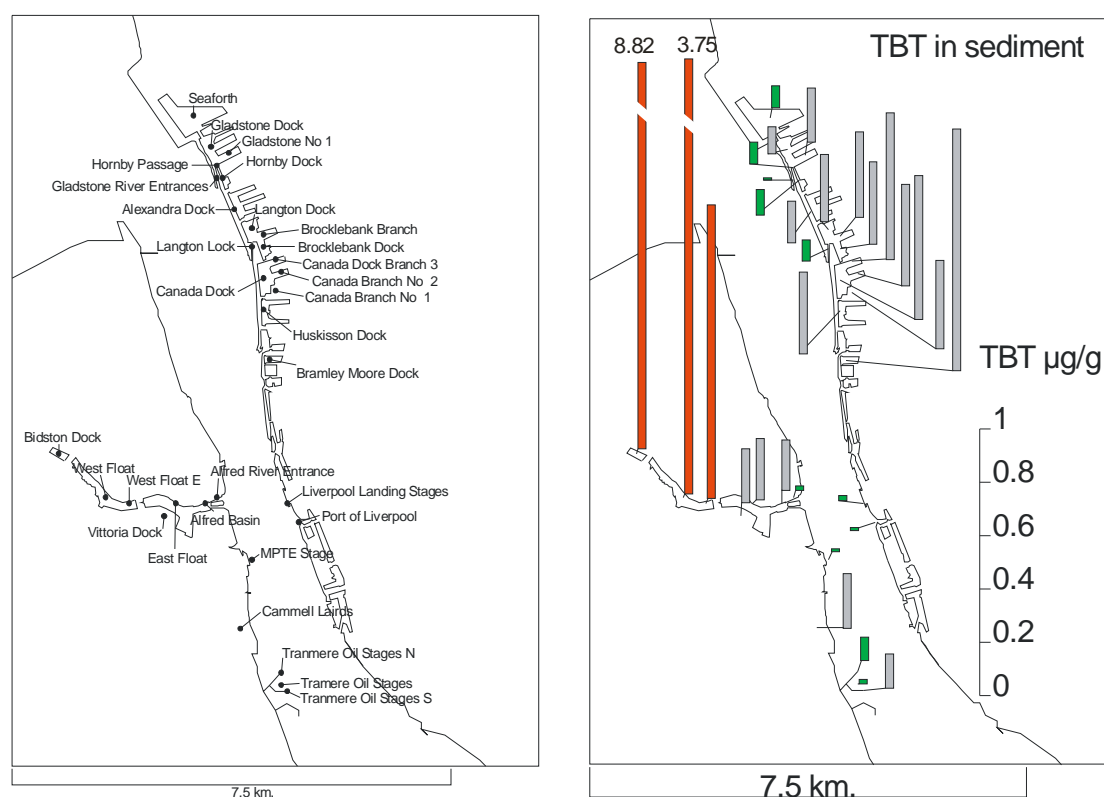 Seaforth
Gladstone Dock
Gladstone No 1
Hornby Passage
Hornby Dock
Gladstone River Entrances
Alexandra Dock
Langton Dock
Brocklebank Branch
Langton Lock
Brocklebank Dock
Canada Dock Branch 3
Canada Branch No 2
Canada Dock
Canada Branch No 1
Huskisson Dock
Bramley Moore Dock
Bidston Dock
West Float
West Float E
Alfred River Entrance
Liverpool Landing Stages
Vittoria Dock
Alfred Basin
Port of Liverpool
East Float
MPTE Stage
Cammell Lairds
Tranmere Oil Stages N
Tramere Oil Stages
Tranmere Oil Stages S
7.5 km.
8.82
3.75
TBT in sediment
TBT µg/g
1
0.8
0.6
0.4
0.2
0
7.5 km.